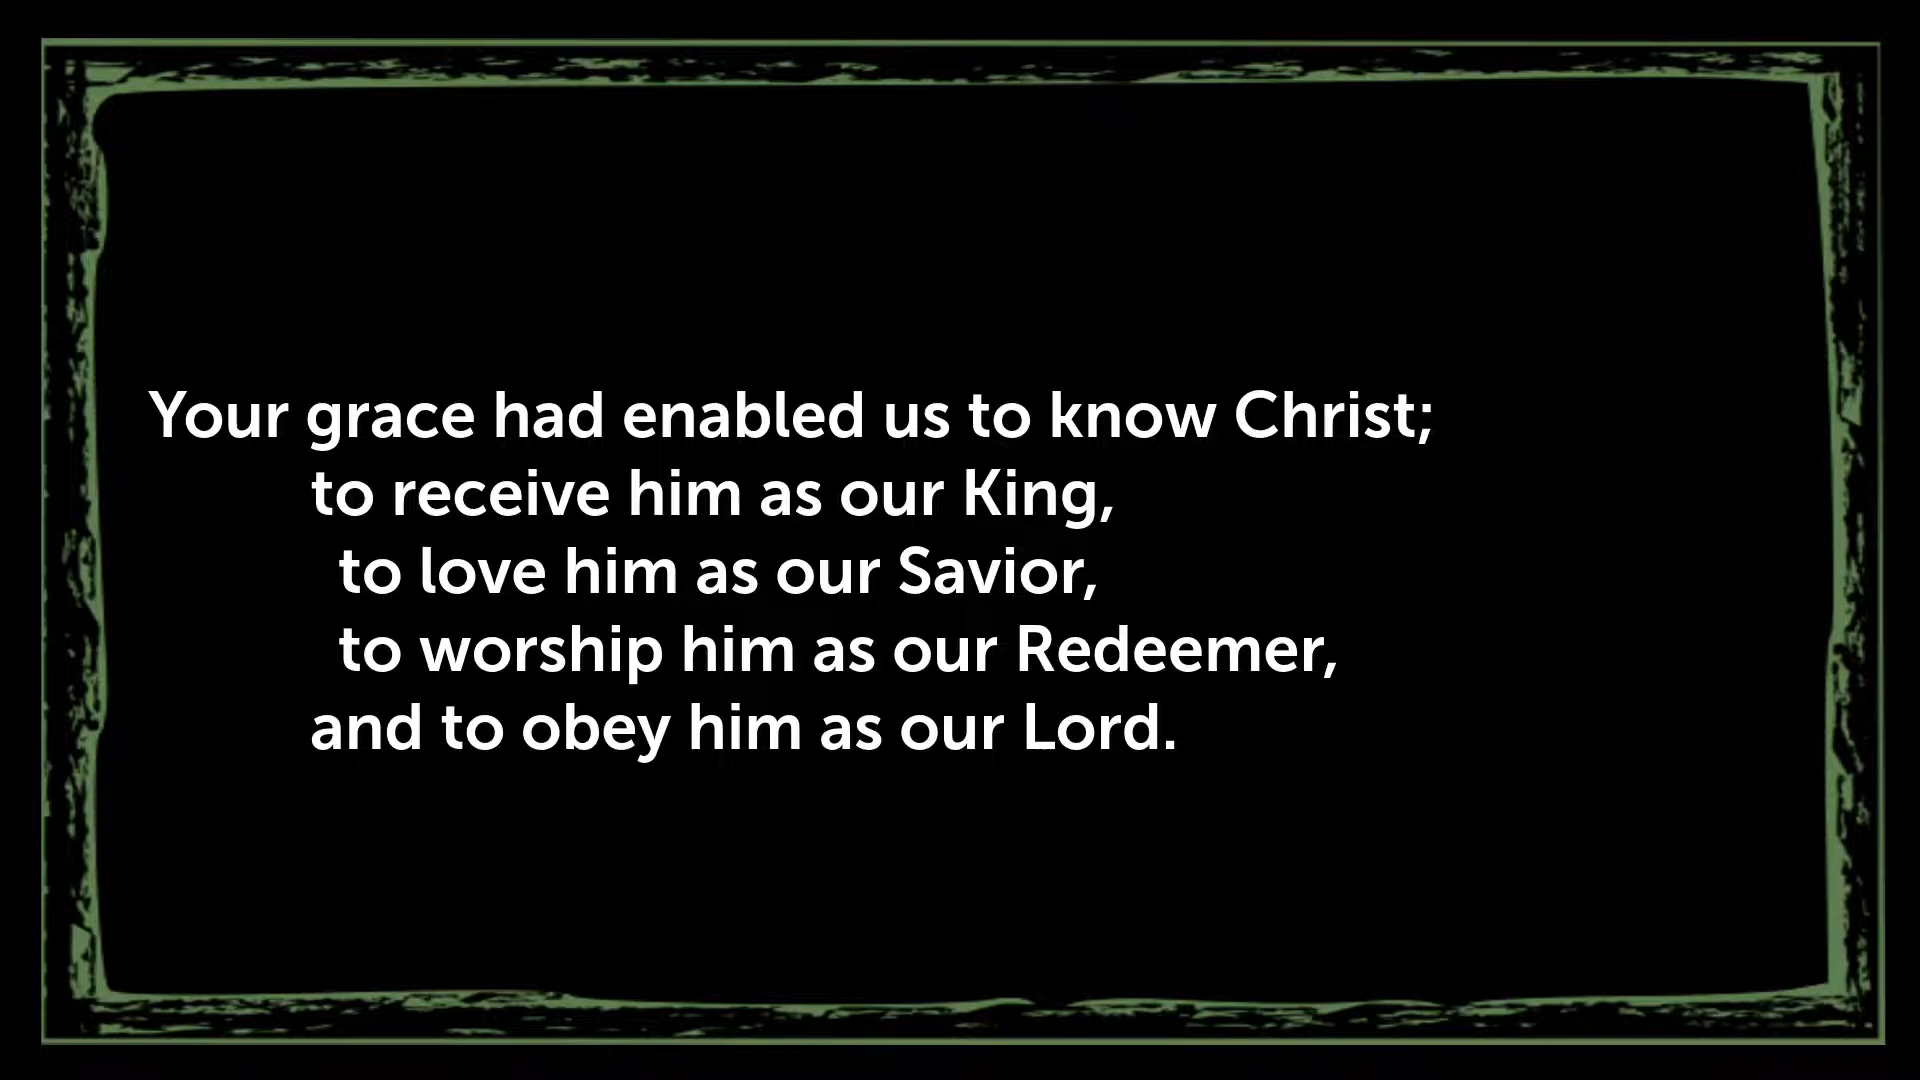 Your grace had enabled us to know Christ;
to receive him as our King,
to love him as our Savior,
to worship him as our Redeemer,
and to obey him as our Lord.